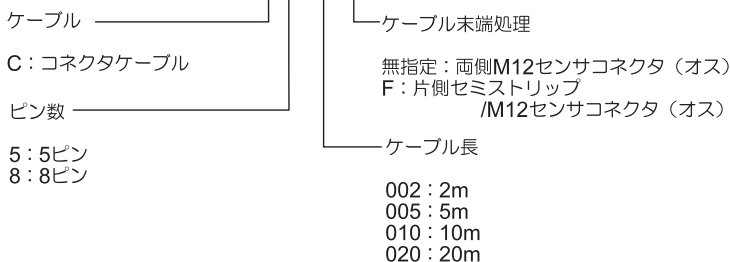 ケーブル
C：コネクタケーブル
ピン数
5：5ピン
8：8ピン
ケーブル末端処理
無指定：両側M12センサコネクタ（オス）
F：片側セミストリップ
/M12センサコネクタ（オス）
ケーブル長
002：2m
005：5m
010：10m
020：20m